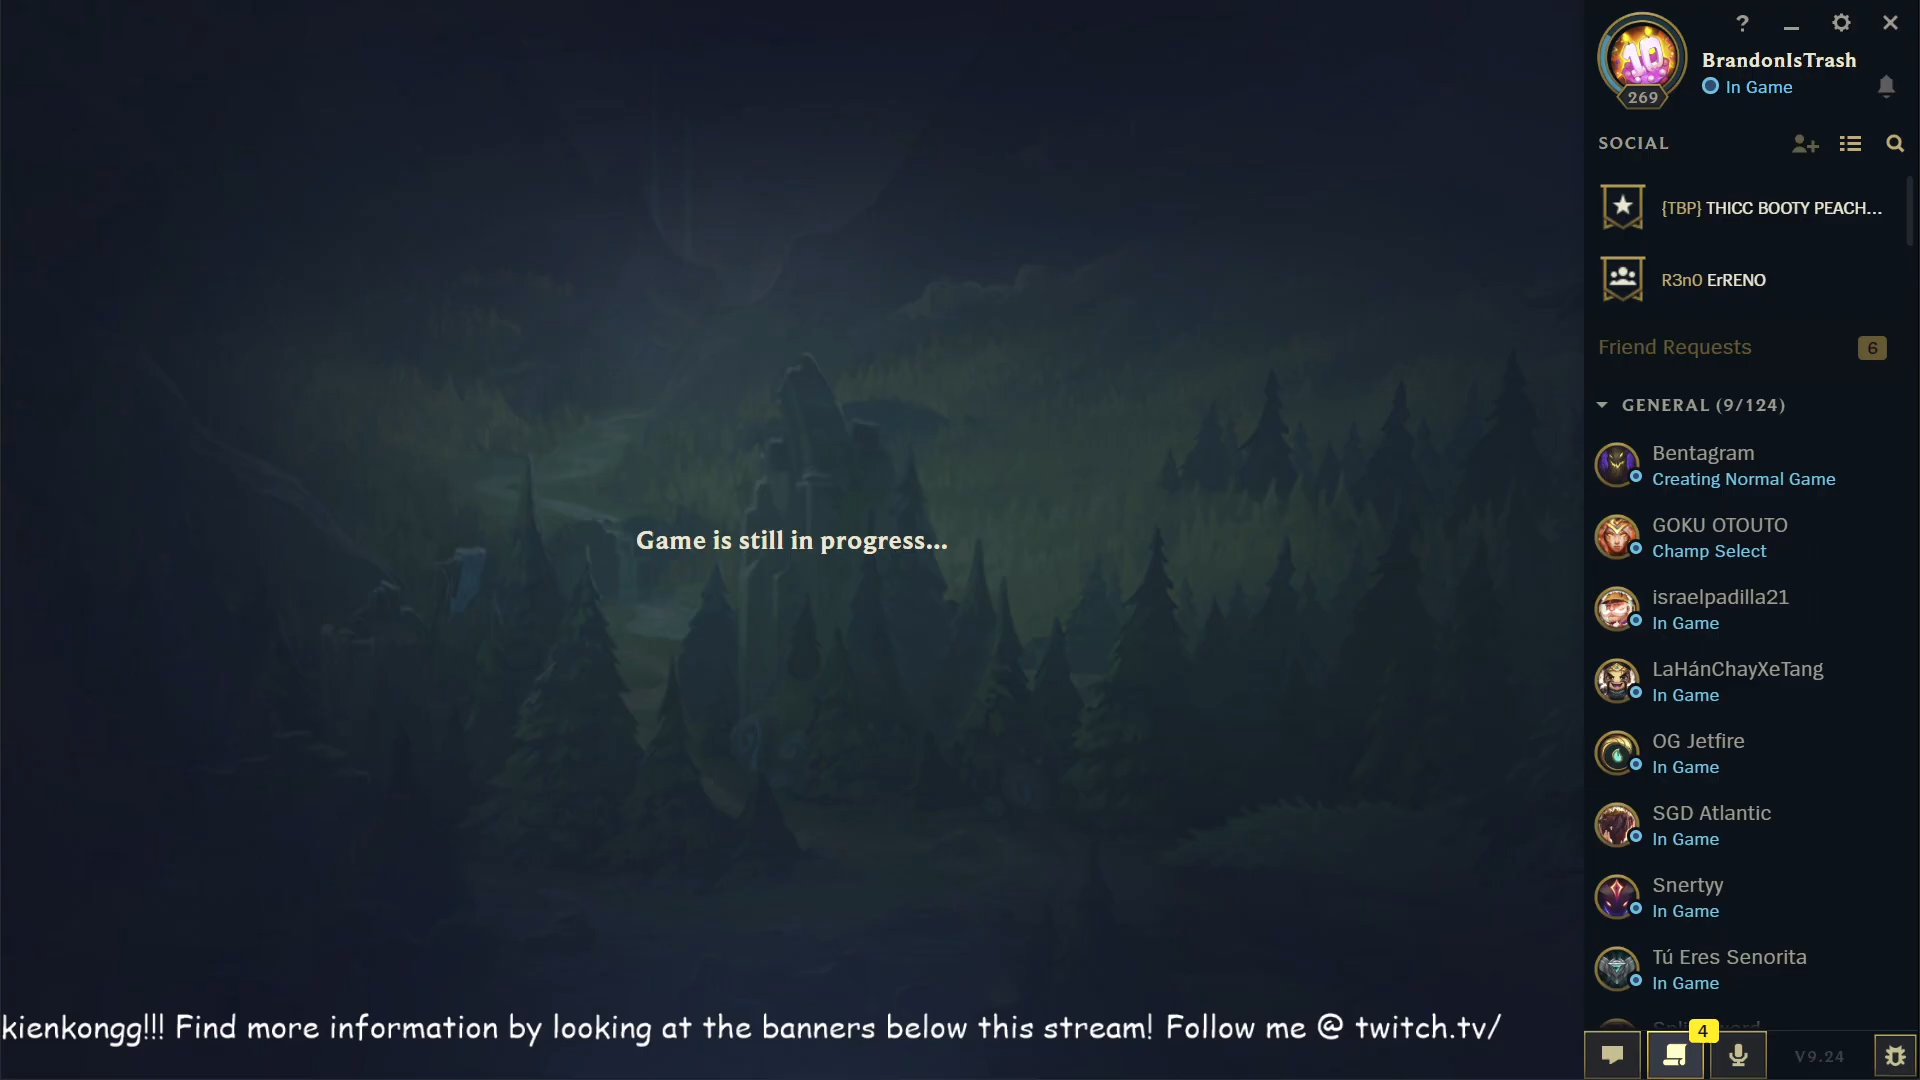 ?
10
BrandonIsTrash
In Game
269
SOCIAL
{TBP} THICC BOOTY PEACH...
R3n0 ErRENO
Friend Requests
6
GENERAL (9/124)
Bentagram
Creating Normal Game
GOKU OTOUTO
Champ Select
Game is still in progress...
israelpadilla21
In Game
LaHánChayXeTang
In Game
OG Jetfire
In Game
SGD Atlantic
In Game
Snertyy
In Game
Tú Eres Senorita
In Game
kienkongg!!! Find more information by looking at the banners below this stream! Follow me @ twitch.tv/
4
V9.24